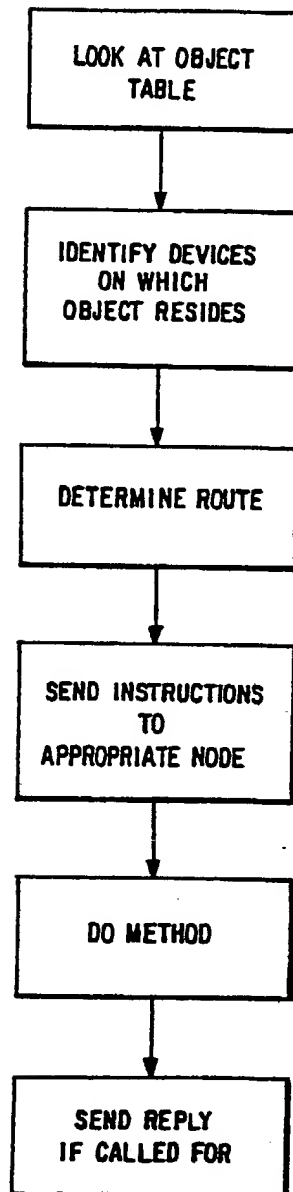 LOOK AT OBJECT
TABLE
IDENTIFY DEVICES
ON WHICH
OBJECT RESIDES
DETERMINE ROUTE
SEND INSTRUCTIONS
TO
APPROPRIATE NODE
DO METHOD
SEND REPLY
IF CALLED FOR